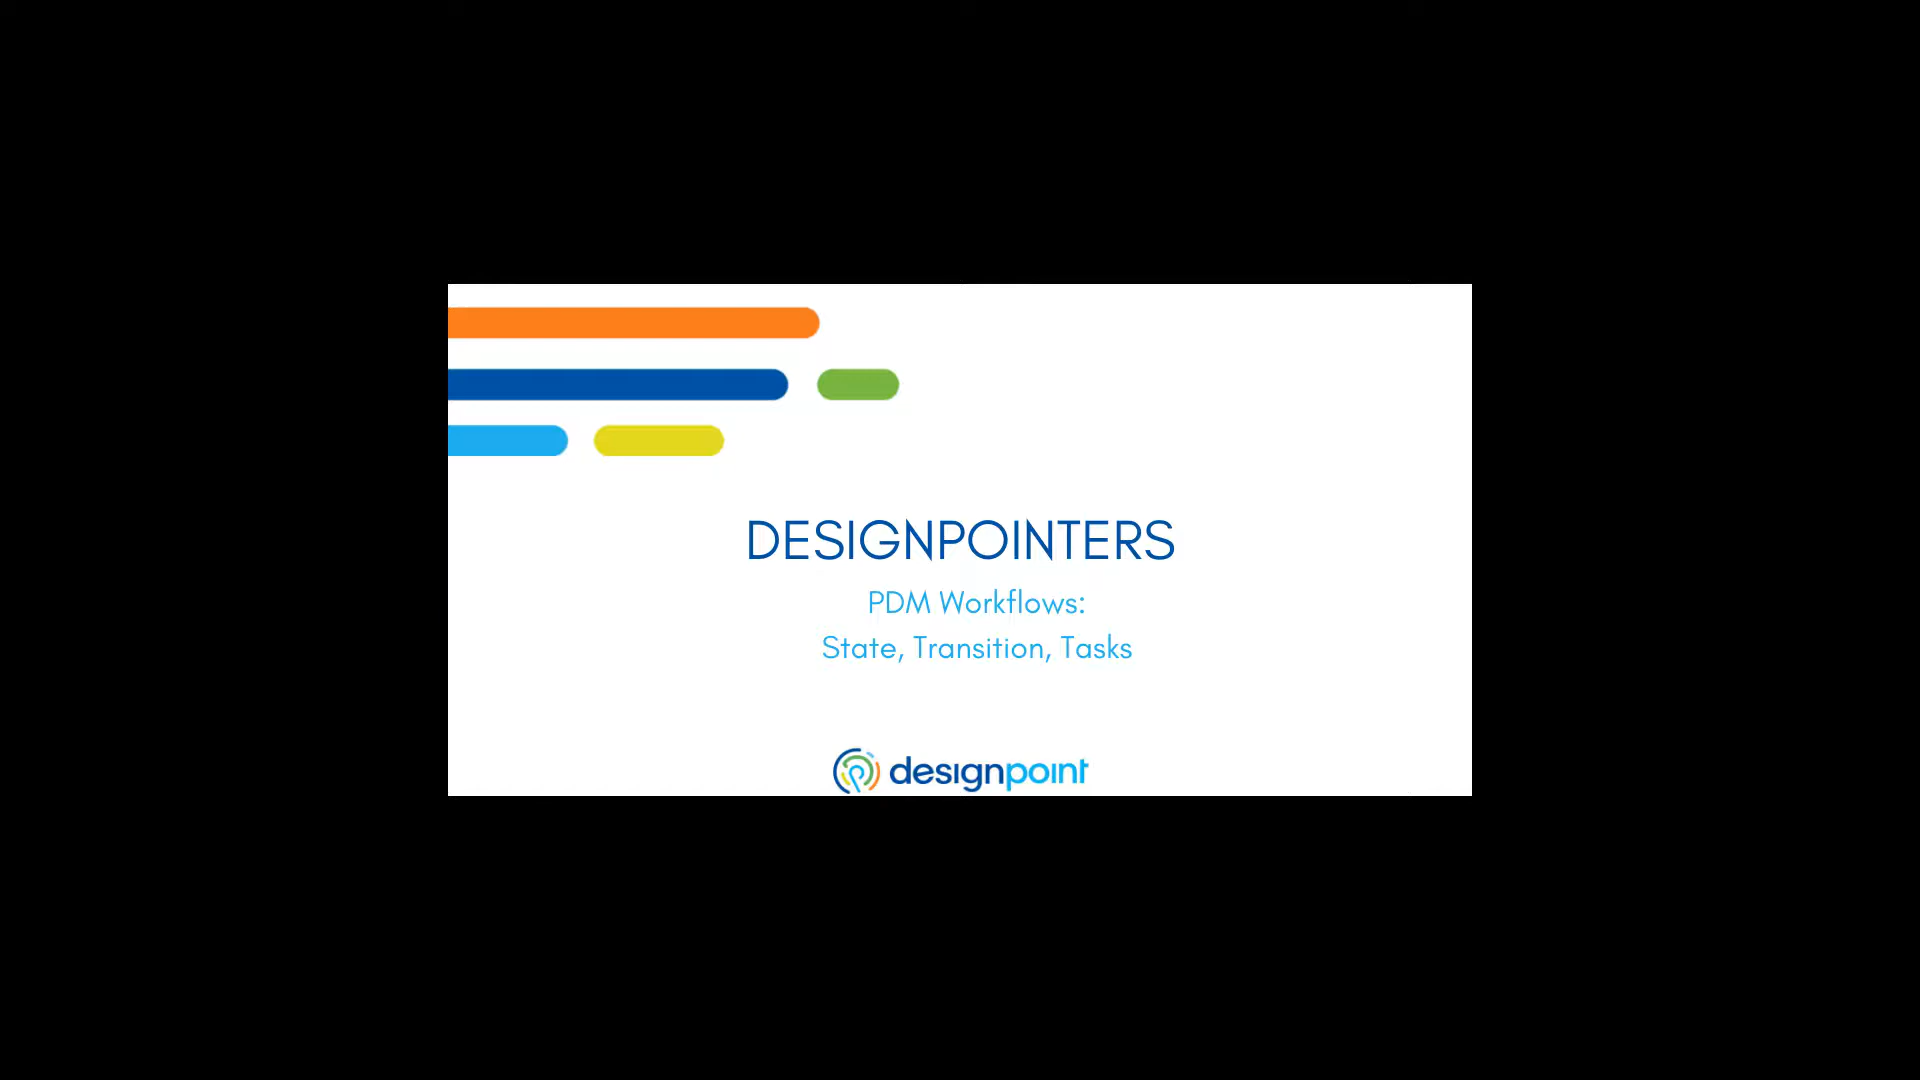 DESIGNPOINTERS
PDM Workflows:
State, Transition, Tasks
designpoint